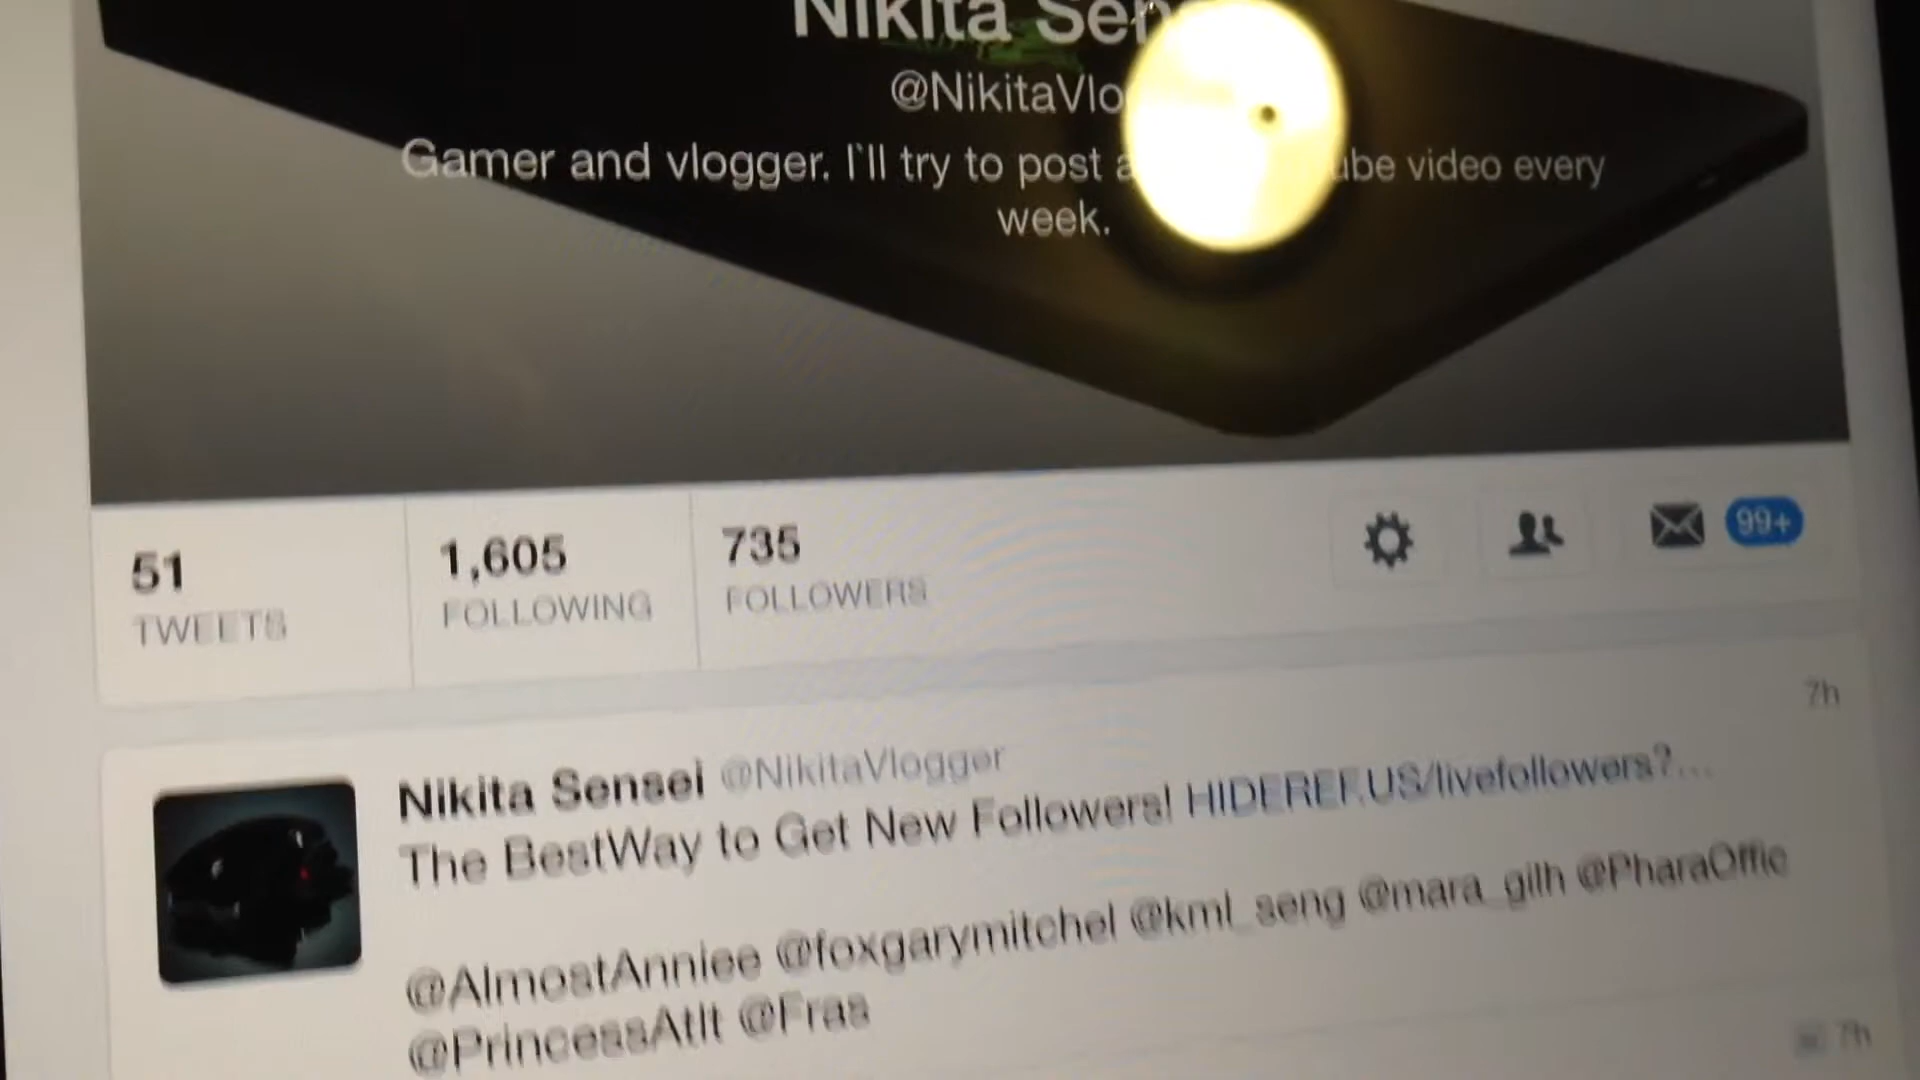 Nikita Sen
@NikitaVlo
Gamer and vlogger. I'll try to post a ube video every
week.
51
TWEETS
1,605
FOLLOWING
735
FOLLOWERS
99+
7h
Nikita Sensei @NikitaVlogger
The BestWay to Get New Followers! HIDEREF.US/livefollowers?...
@AlmostAnniee @foxgarymitchel @kml_seng @mara_gilh @PharaOffic
@PrincessAtlt @Fras
7h